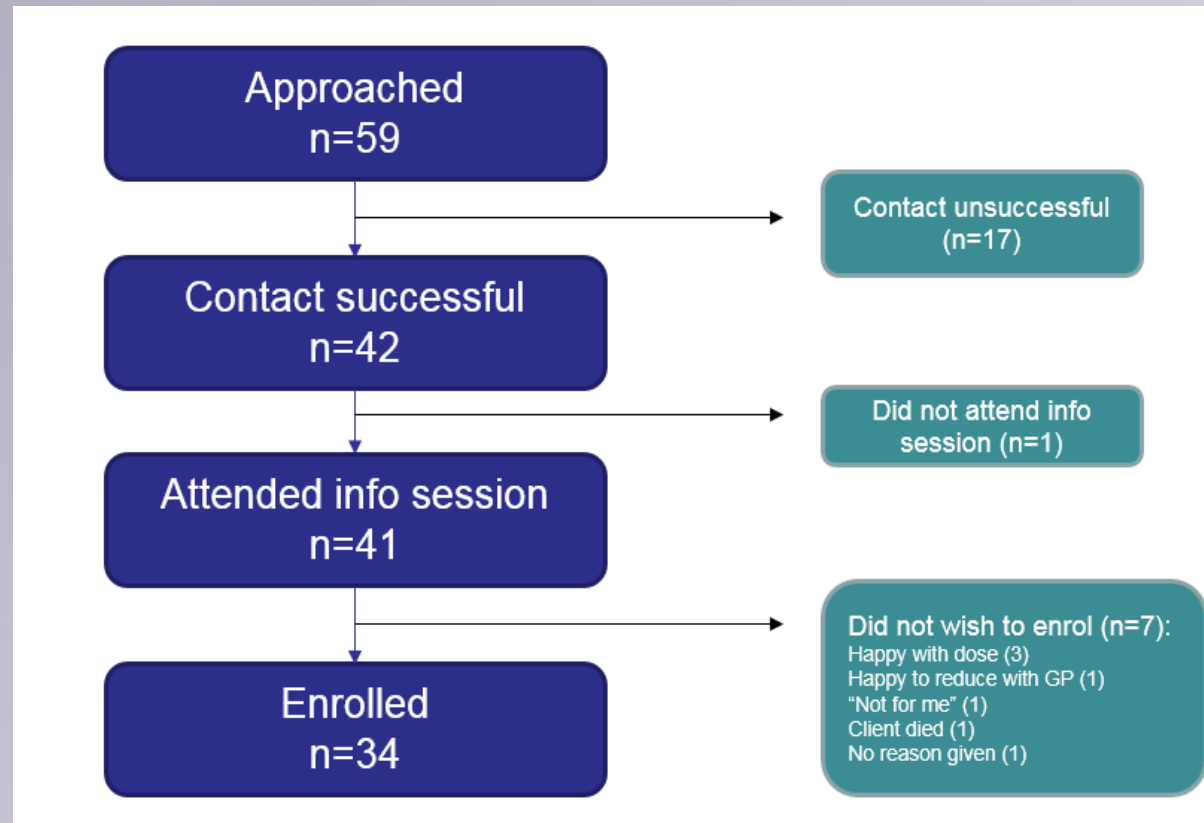 Approached
n=59
Contact unsuccessful
(n=17)
Contact successful
n=42
Did not attend info
session (n=1)
Attended info session
n=41
Did not wish to enrol (n=7):
Happy with dose (3)
Happy to reduce with GP (1)
“Not for me” (1)
Client died (1)
No reason given (1)
Enrolled
n=34